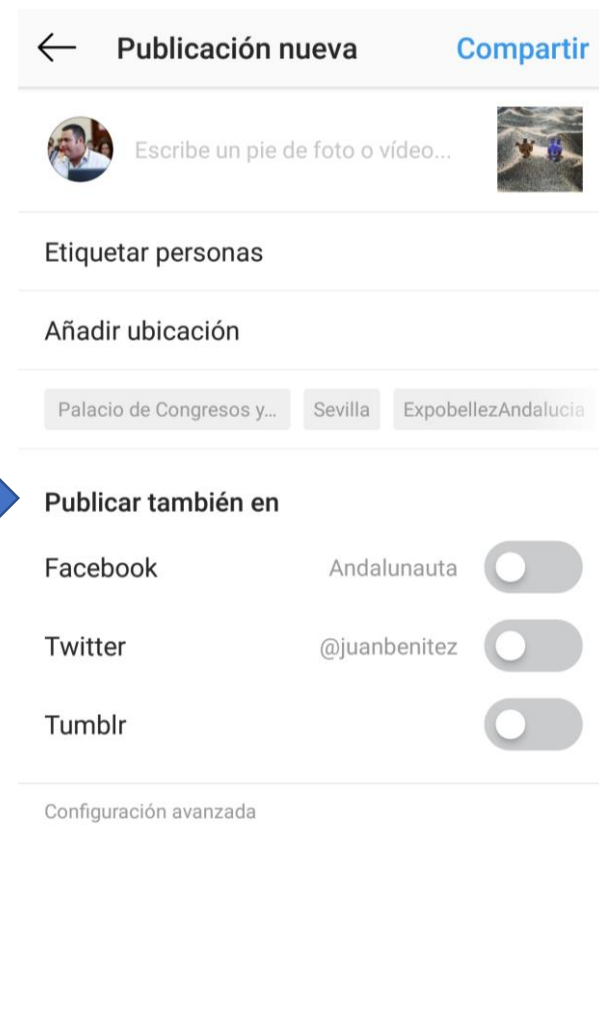 Publicación nueva Compartir
Escribe un pie de foto o vídeo...
Etiquetar personas
Añadir ubicación
Palacio de Congresos y... Sevilla ExpobellezAndalucia
Publicar también en
Facebook Andalunauta
Twitter @juanbenitez
Tumblr
Configuración avanzada